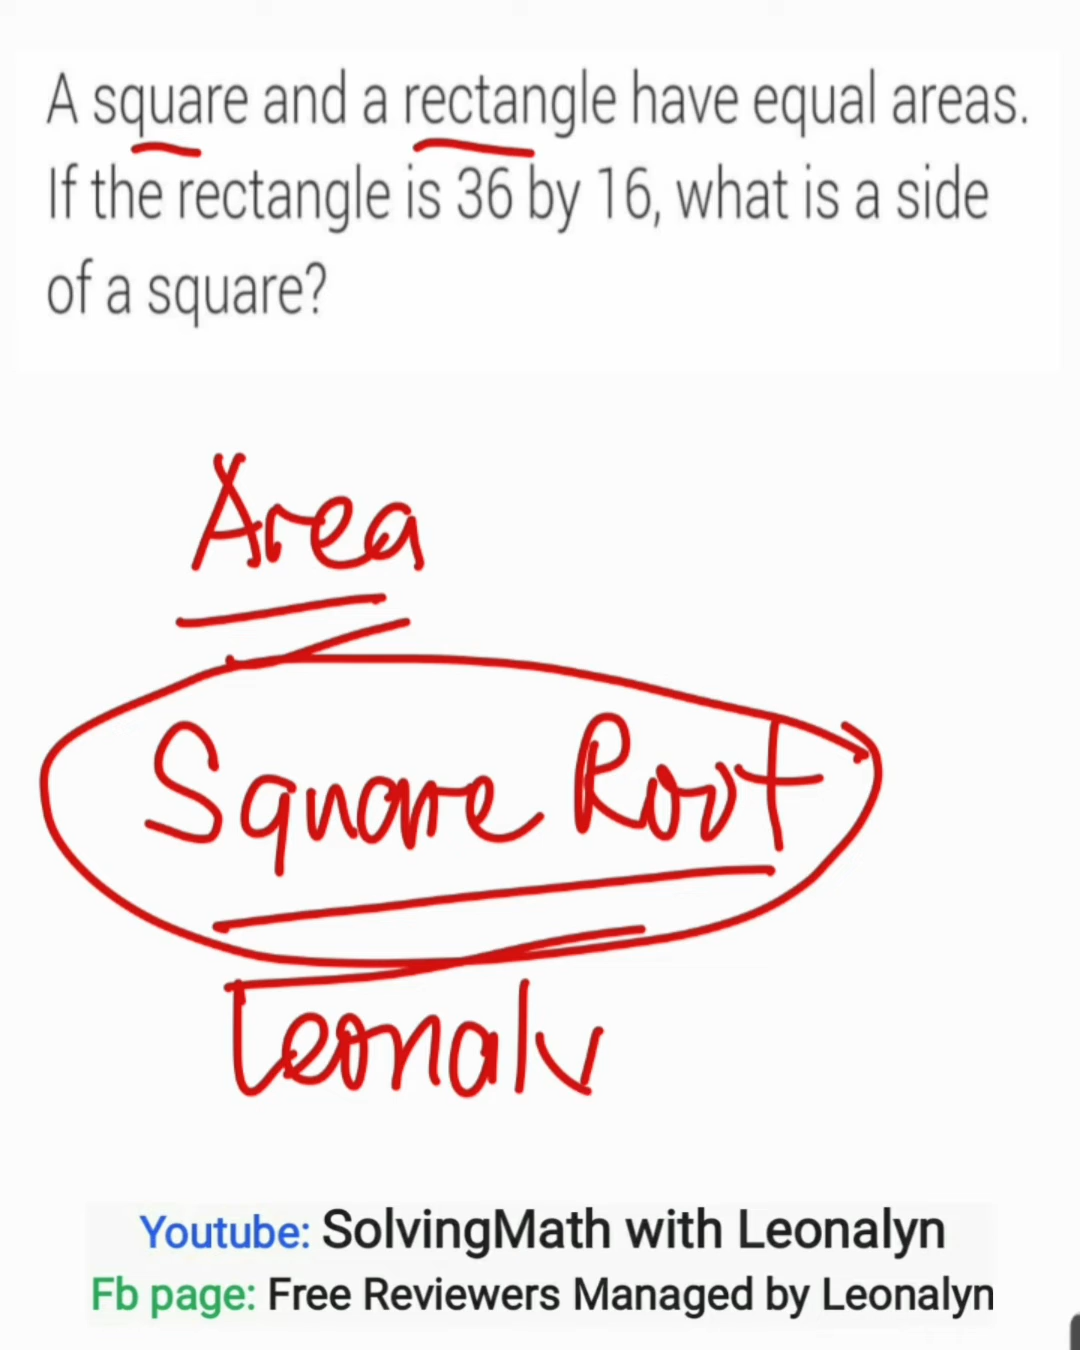 A square and a rectangle have equal areas.
If the rectangle is 36 by 16, what is a side
of a square?
Area
Square Root
Leonaly
Youtube: SolvingMath with Leonalyn
Fb page: Free Reviewers Managed by Leonalyn